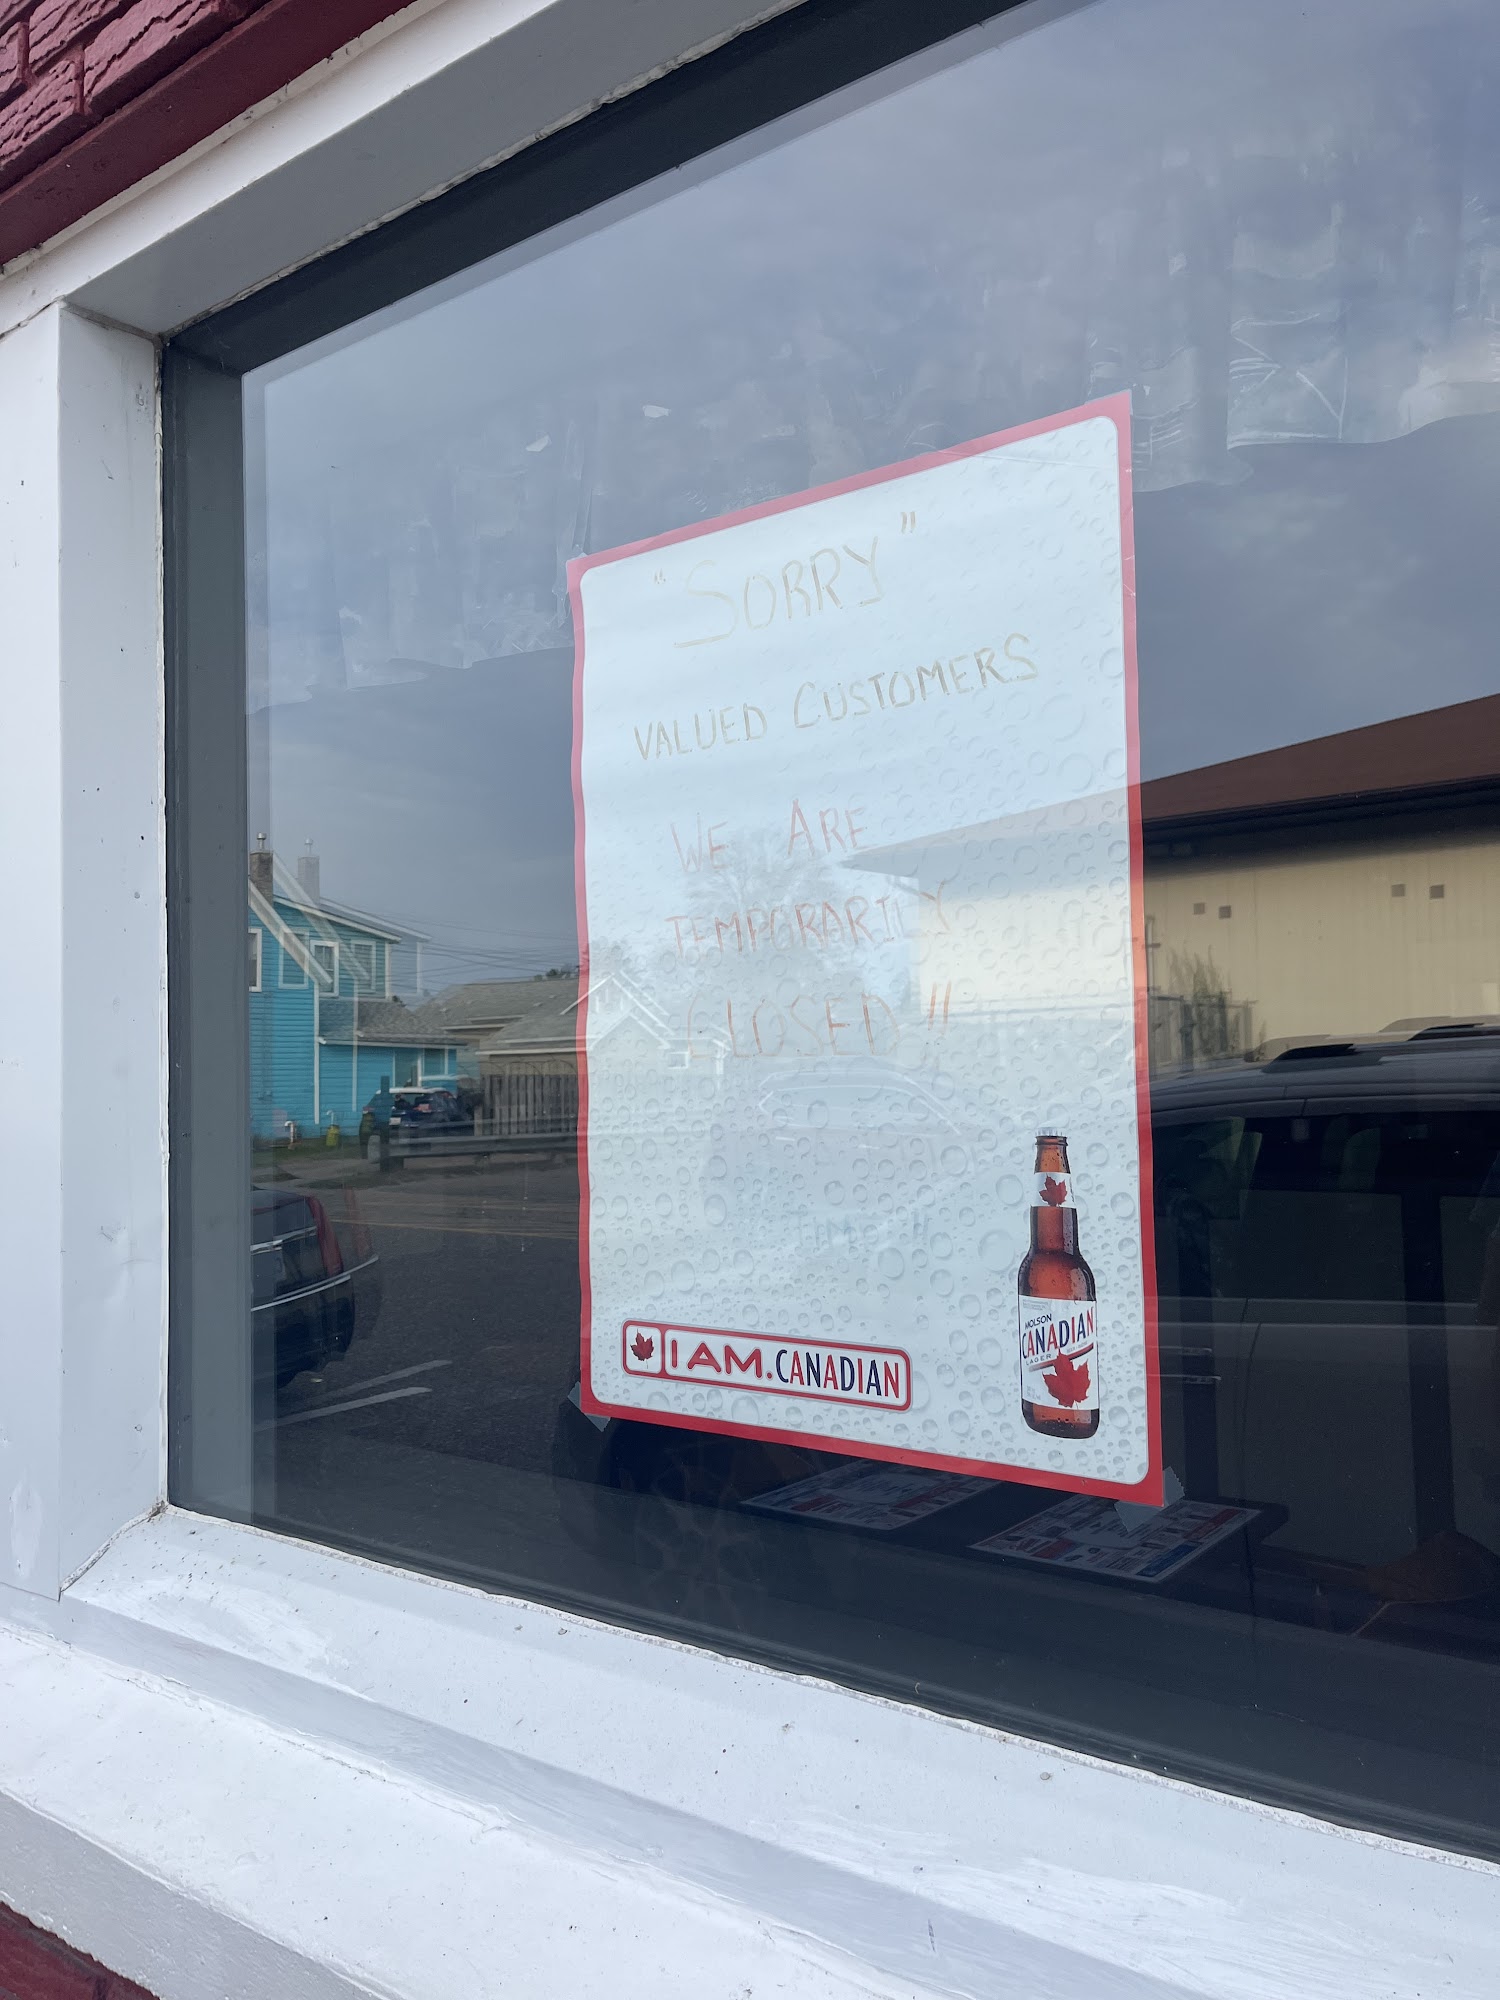 "SORRY"
VALUED CUSTOMERS
WE ARE
TEMPORARILY
CLOSED"
I AM. CANADIAN
MOLSON
CANADIAN
LAGER